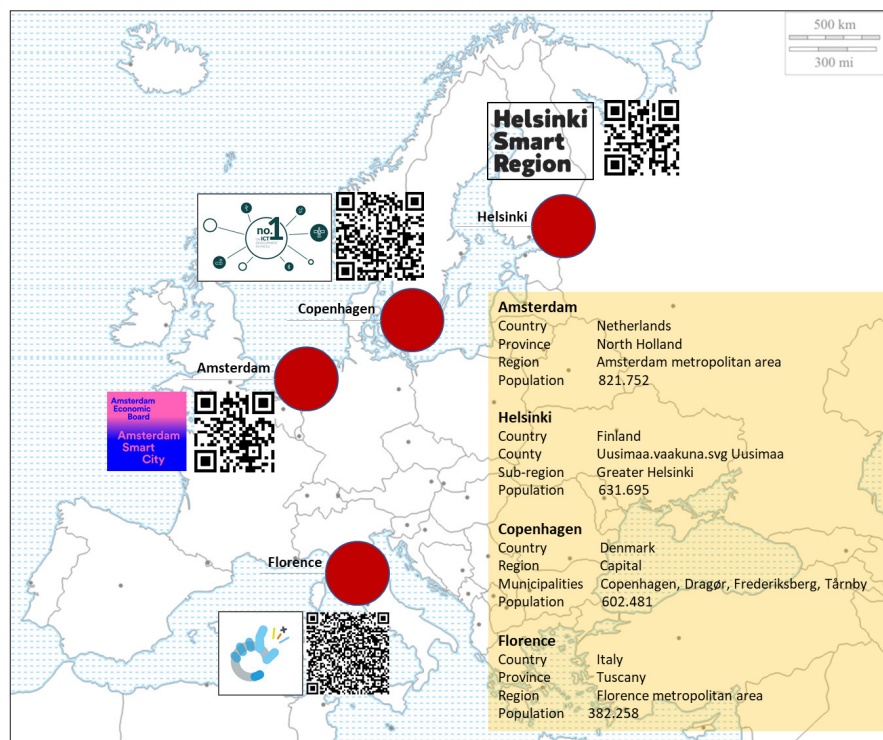 500 km
300 mi
Helsinki
Smart
Region
no.1
Helsinki
Copenhagen
Amsterdam
Amsterdam
Economic
Board
Amsterdam
Smart
City
Florence
Amsterdam
Country Netherlands
Province North Holland
Region Amsterdam metropolitan area
Population 821.752
Helsinki
Country Finland
County Uusimaa.vaakuna.svg Uusimaa
Sub-region Greater Helsinki
Population 631.695
Copenhagen
Country Denmark
Region Capital
Municipalities Copenhagen, Dragør, Frederiksberg, Tårnby
Population 602.481
Florence
Country Italy
Province Tuscany
Region Florence metropolitan area
Population 382.258